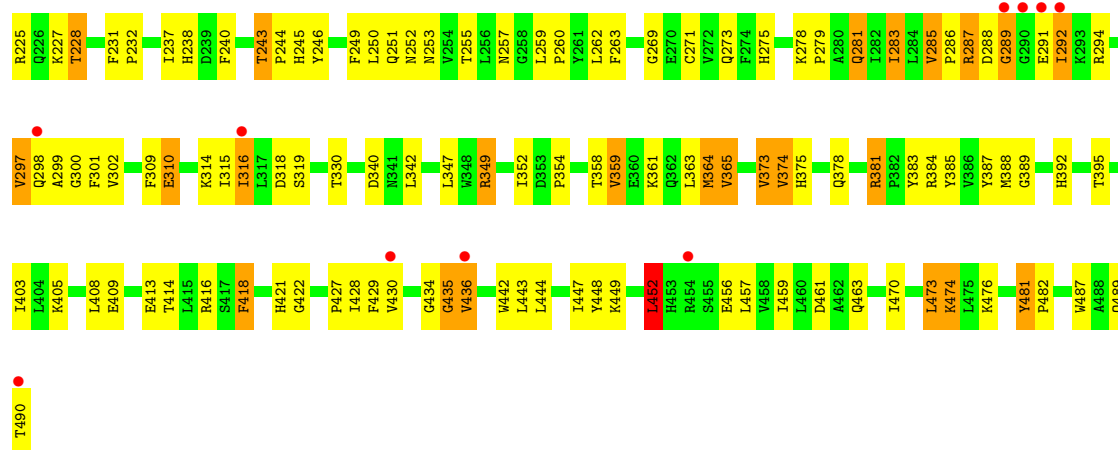 R225 Q226 K227 T228 F231 P232 I237 H238 D239 F240 T243 P244 H245 Y246 F249 L250 Q251 N252 N253 V254 T255 L256 N257 G258 L259 P260 Y261 L262 F263 G269 E270 C271 V272 Q273 F274 H275 K278 P279 A280 Q281 I282 I283 L284 V285 P286 R287 D288 G289 G290 E291 I292 K293 R294
V297 Q298 A299 G300 F301 V302 F309 E310 K314 I315 I316 L317 D318 S319 T330 D340 N341 L342 L347 W348 R349 I352 D353 P354 T358 V359 E360 K361 Q362 L363 M364 V365 V373 V374 H375 Q378 R381 P382 Y383 R384 Y385 V386 Y387 M388 G389 H392 T395
I403 L404 K405 L408 E409 E413 T414 L415 R416 S417 F418 H421 G422 P427 I428 F429 V430 G434 G435 V436 W442 L443 L444 I447 Y448 K449 L452 H453 R454 S455 E456 L457 V458 I459 L460 D461 A462 Q463 I470 L473 K474 L475 K476 Y481 P482 W487 A488 Q489
T490